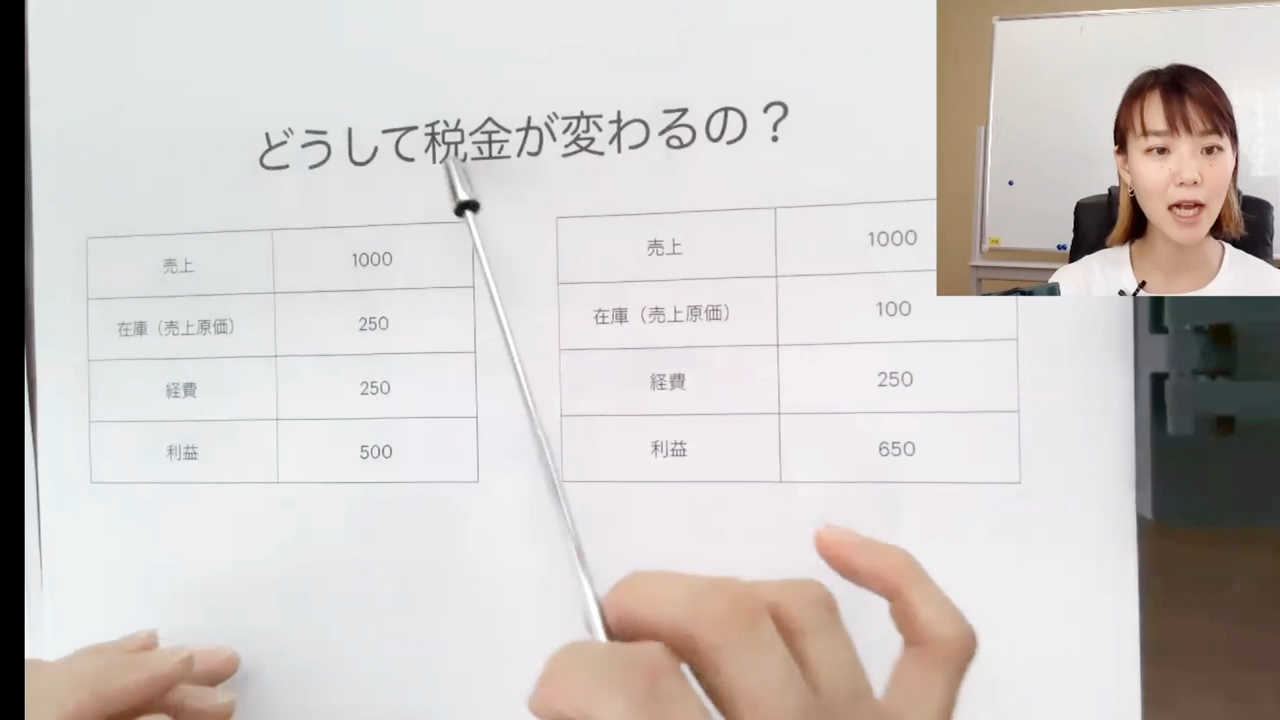 どうして税金が変わるの？
売上 1000
在庫（売上原価） 250
経費 250
利益 500
売上 1000
在庫（売上原価） 100
経費 250
利益 650